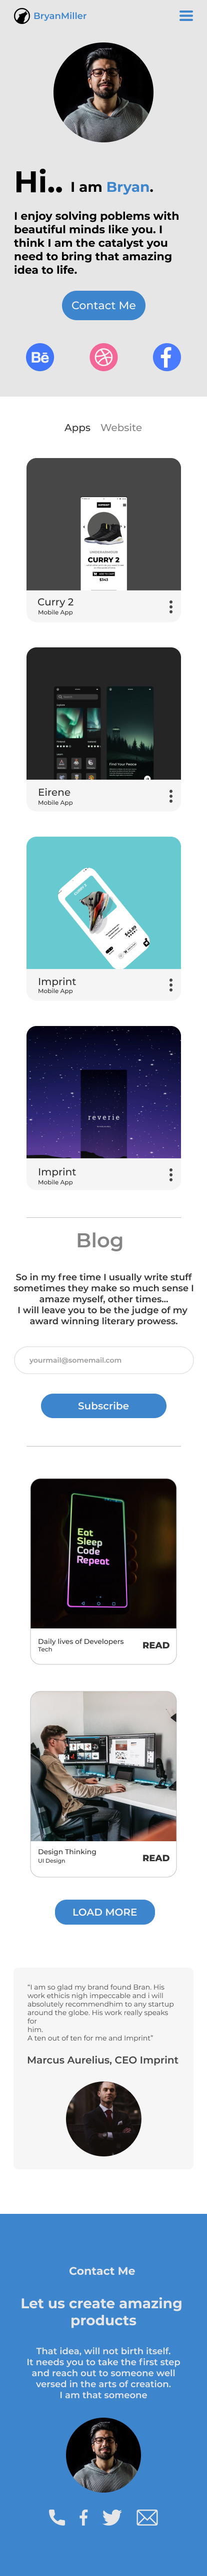 BryanMiller
Hi.. I am Bryan.
I enjoy solving poblems with
beautiful minds like you. I
think I am the catalyst you
need to bring that amazing
idea to life.
Contact Me
Bē
Apps Website
CURRY 2
$343
Curry 2
Mobile App
Eirene
Mobile App
Imprint
Mobile App
reverie
Imprint
Mobile App
Blog
So in my free time I usually write stuff
sometimes they make so much sense I
amaze myself, other times...
I will leave you to be the judge of my
award winning literary prowess.
yourmail@somemail.com
Subscribe
Eat
Sleep
Code
Repeat
Daily lives of Developers
Tech
READ
Design Thinking
UI Design
READ
LOAD MORE
“I am so glad my brand found Bran. His
work ethicis nigh impeccable and i will
absolutely recommendhim to any startup
around the globe. His work really speaks
for
him.
A ten out of ten for me and Imprint”
Marcus Aurelius, CEO Imprint
Contact Me
Let us create amazing
products
That idea, will not birth itself.
It needs you to take the first step
and reach out to someone well
versed in the arts of creation.
I am that someone